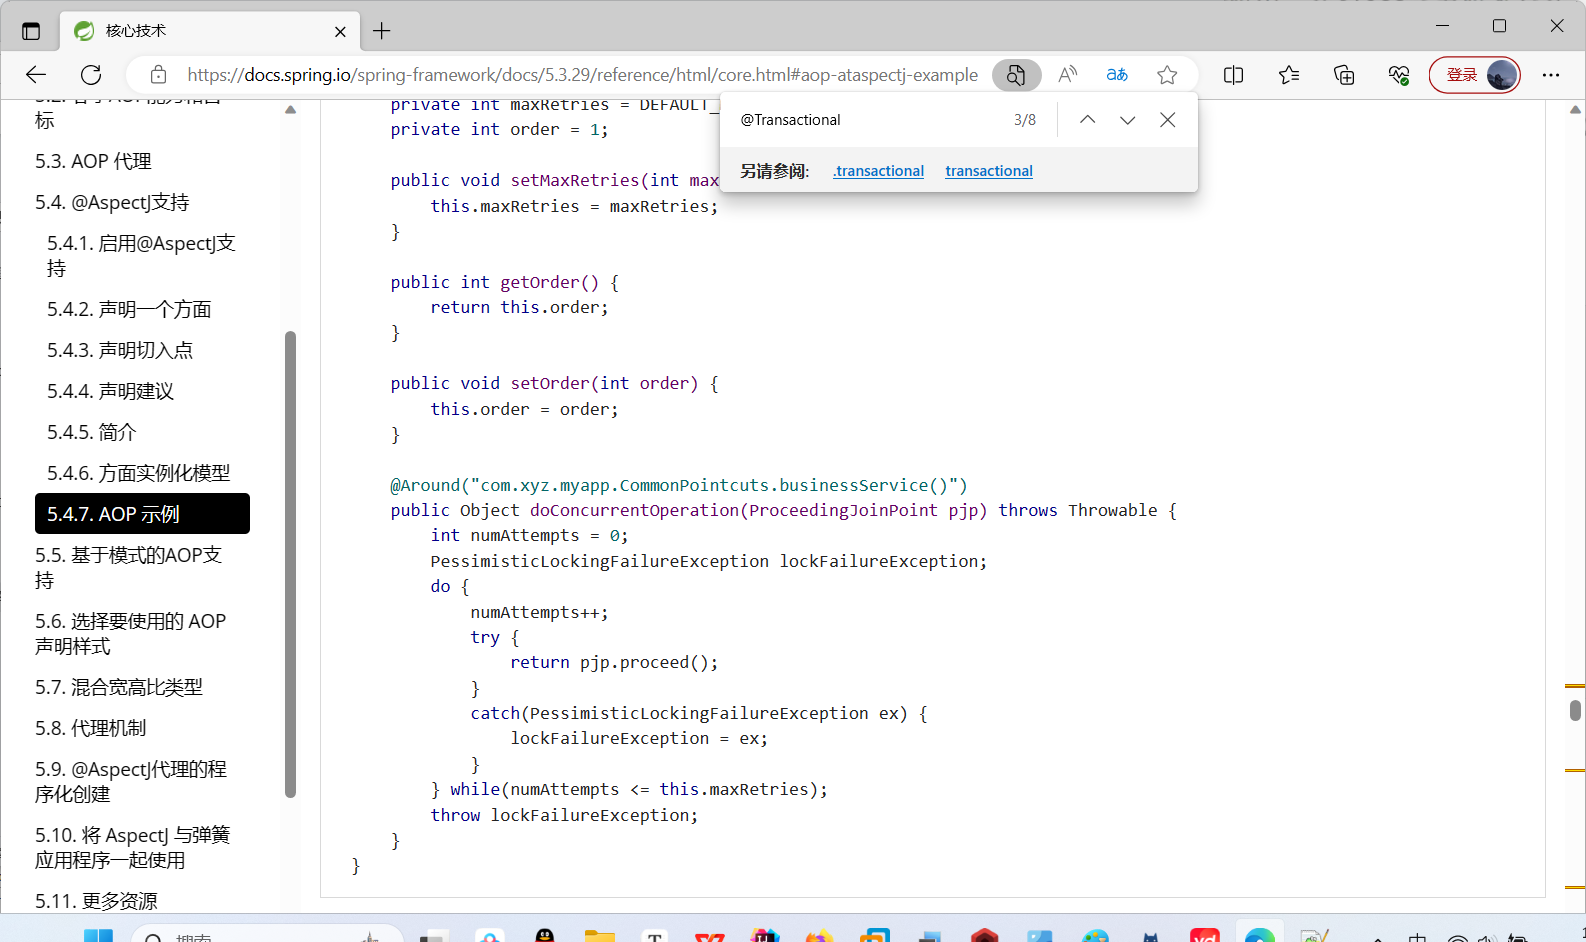 核心技术
https://docs.spring.io/spring-framework/docs/5.3.29/reference/html/core.html#aop-ataspectj-example
登录
@Transactional
3/8
另请参阅:
.transactional
transactional
标
5.3. AOP 代理
5.4. @AspectJ支持
5.4.1. 启用@AspectJ支
持
5.4.2. 声明一个方面
5.4.3. 声明切入点
5.4.4. 声明建议
5.4.5. 简介
5.4.6. 方面实例化模型
5.4.7. AOP 示例
5.5. 基于模式的AOP支
持
5.6. 选择要使用的 AOP
声明样式
5.7. 混合宽高比类型
5.8. 代理机制
5.9. @AspectJ代理的程
序化创建
5.10. 将 AspectJ 与弹簧
应用程序一起使用
5.11. 更多资源
private int maxRetries = DEFAULT_
private int order = 1;
public void setMaxRetries(int max
this.maxRetries = maxRetries;
}
public int getOrder() {
return this.order;
}
public void setOrder(int order) {
this.order = order;
}
@Around("com.xyz.myapp.CommonPointcuts.businessService()")
public Object doConcurrentOperation(ProceedingJoinPoint pjp) throws Throwable {
int numAttempts = 0;
PessimisticLockingFailureException lockFailureException;
do {
numAttempts++;
try {
return pjp.proceed();
}
catch(PessimisticLockingFailureException ex) {
lockFailureException = ex;
}
} while(numAttempts <= this.maxRetries);
throw lockFailureException;
}
}
搜索